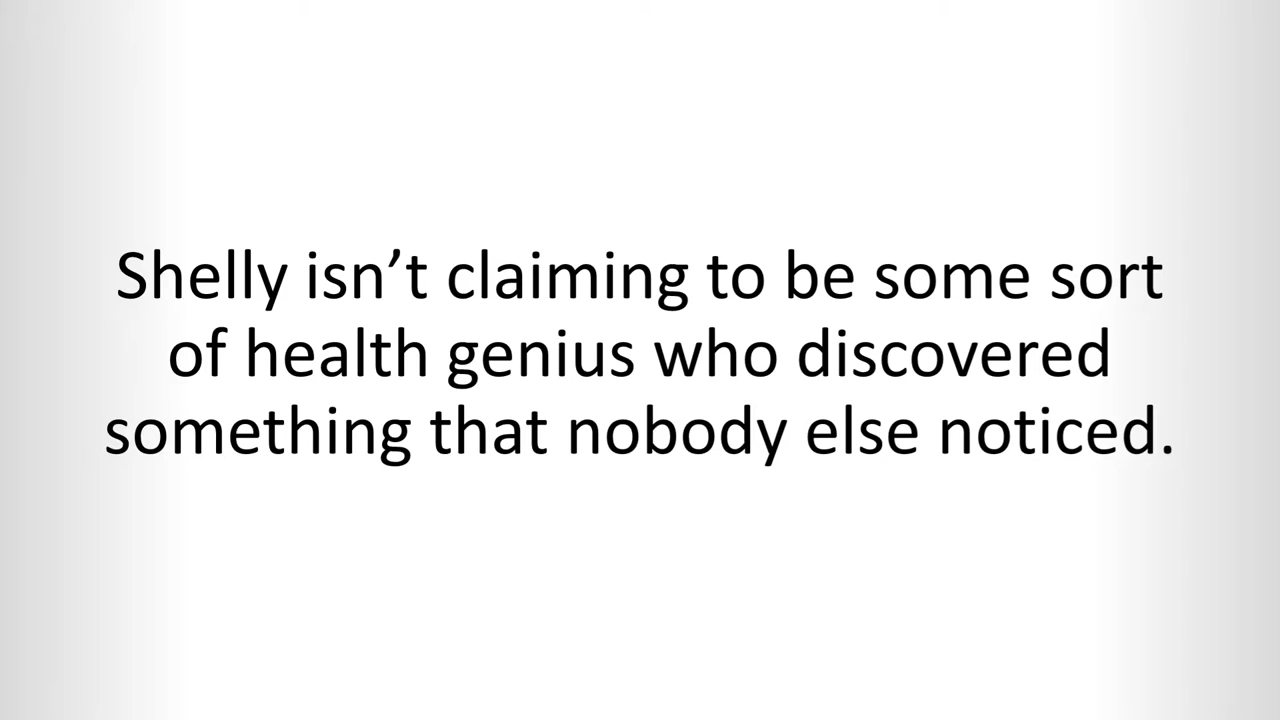 Shelly isn’t claiming to be some sort
of health genius who discovered
something that nobody else noticed.